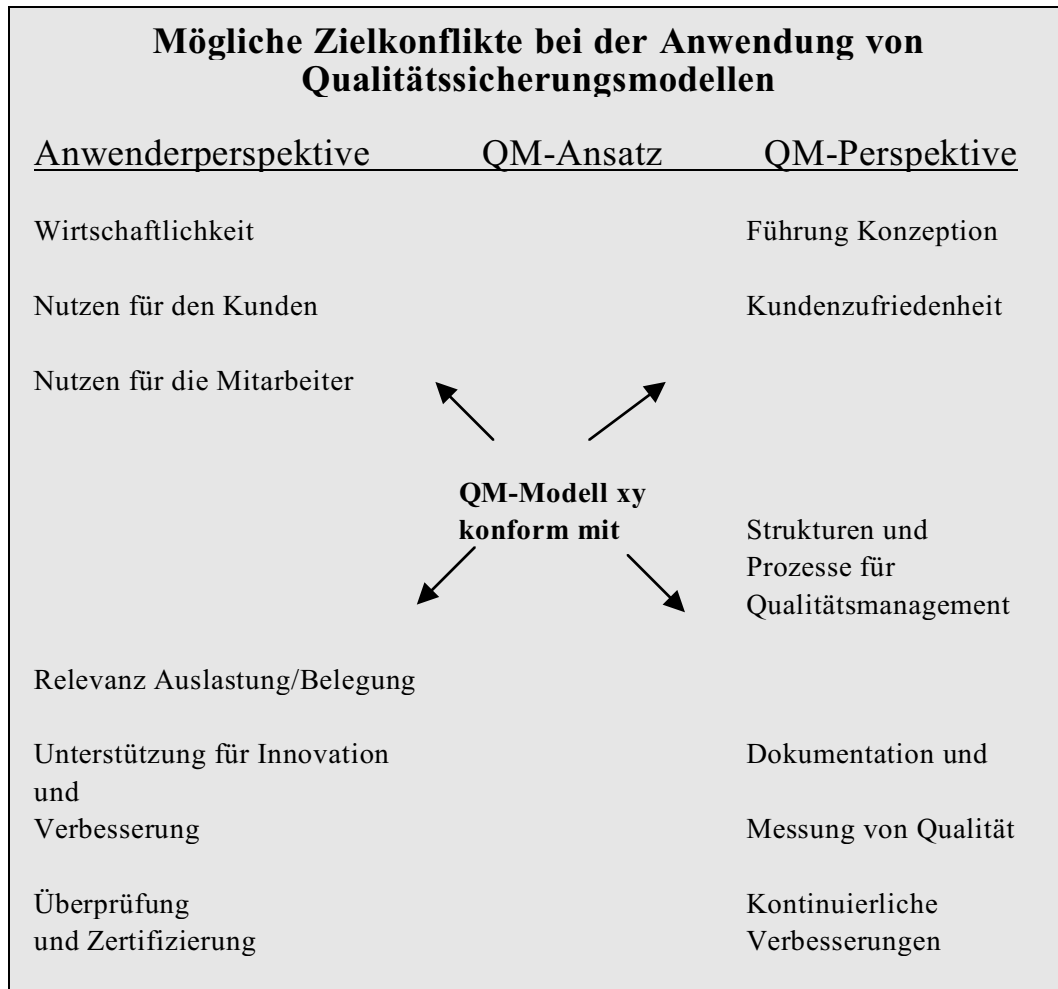 Mögliche Zielkonflikte bei der Anwendung von
Qualitätssicherungsmodellen
Anwenderperspektive QM-Ansatz QM-Perspektive
Wirtschaftlichkeit
Führung Konzeption
Nutzen für den Kunden
Kundenzufriedenheit
Nutzen für die Mitarbeiter
QM-Modell xy
konform mit
Strukturen und
Prozesse für
Qualitätsmanagement
Relevanz Auslastung/Belegung
Unterstützung für Innovation
und
Verbesserung
Dokumentation und
Messung von Qualität
Überprüfung
und Zertifizierung
Kontinuierliche
Verbesserungen